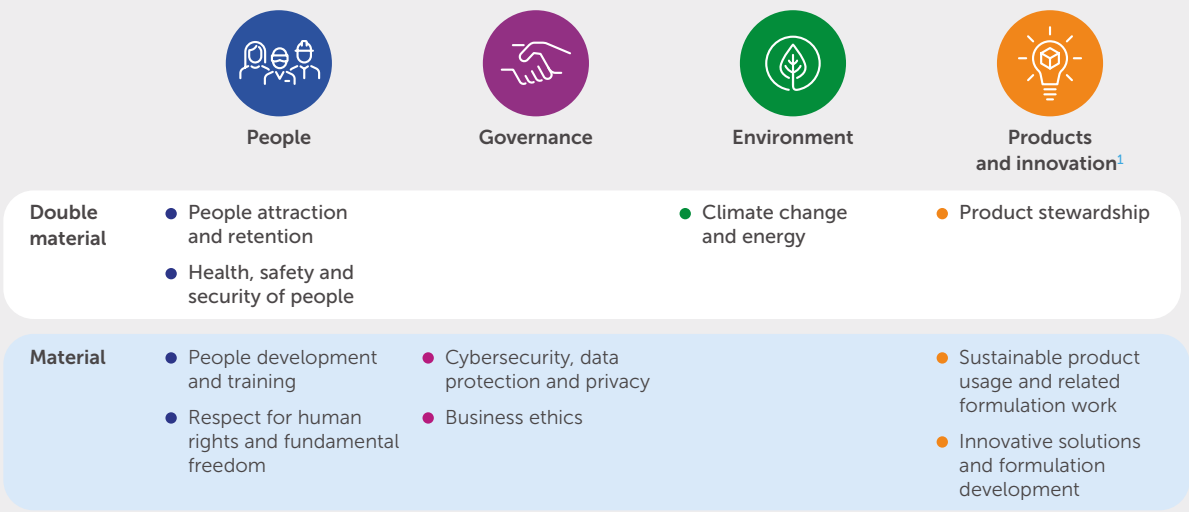 People
Governance
Environment
Products
and innovation1
Double
material
People attraction
and retention
Health, safety and
security of people
Climate change
and energy
Product stewardship
Material
People development
and training
Respect for human
rights and fundamental
freedom
Cybersecurity, data
protection and privacy
Business ethics
Sustainable product
usage and related
formulation work
Innovative solutions
and formulation
development